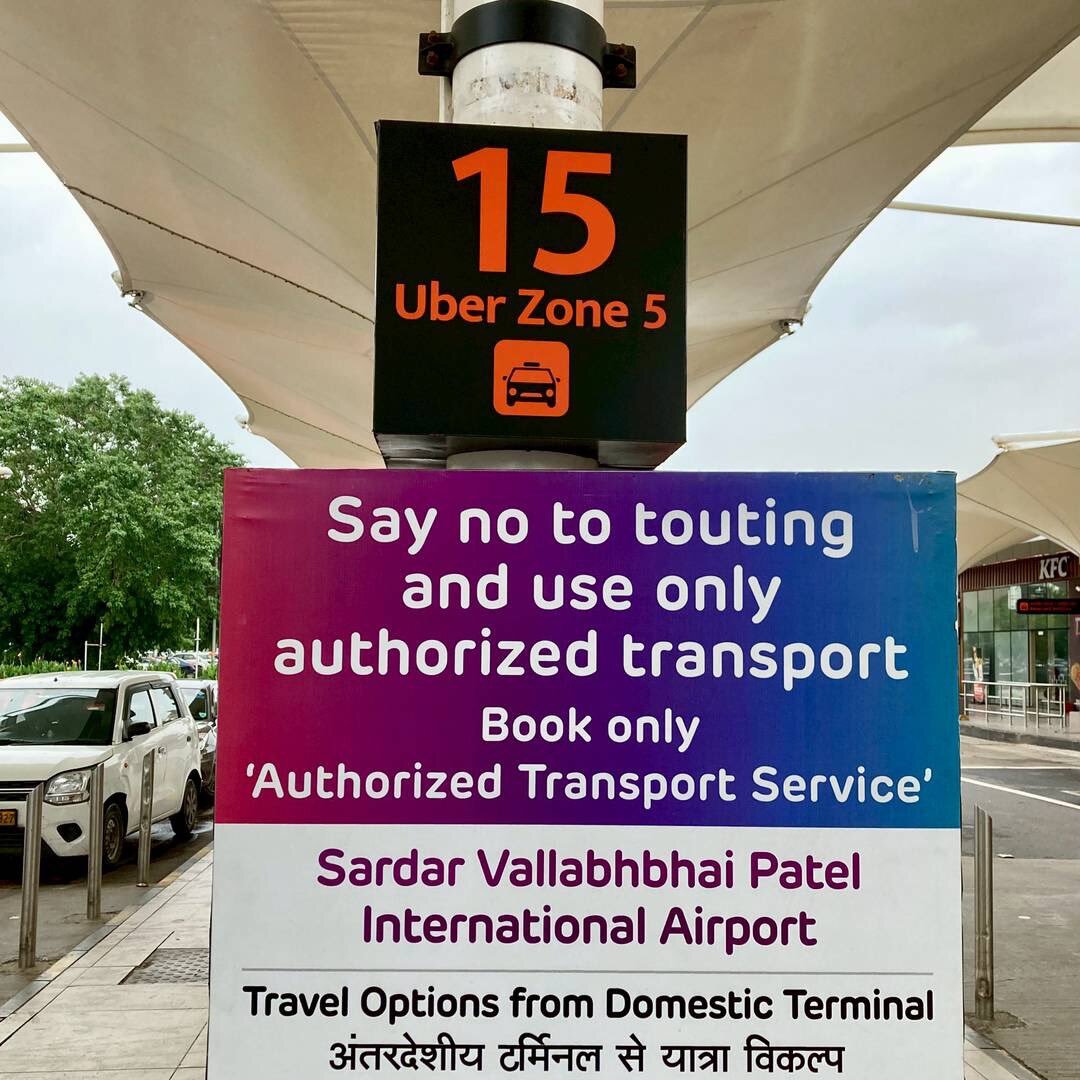 15
Uber Zone 5
Say no to touting
and use only
authorized transport
Book only
‘Authorized Transport Service’
Sardar Vallabhbhai Patel
International Airport
Travel Options from Domestic Terminal
अंतरदेशीय टर्मिनल से यात्रा विकल्प
KFC